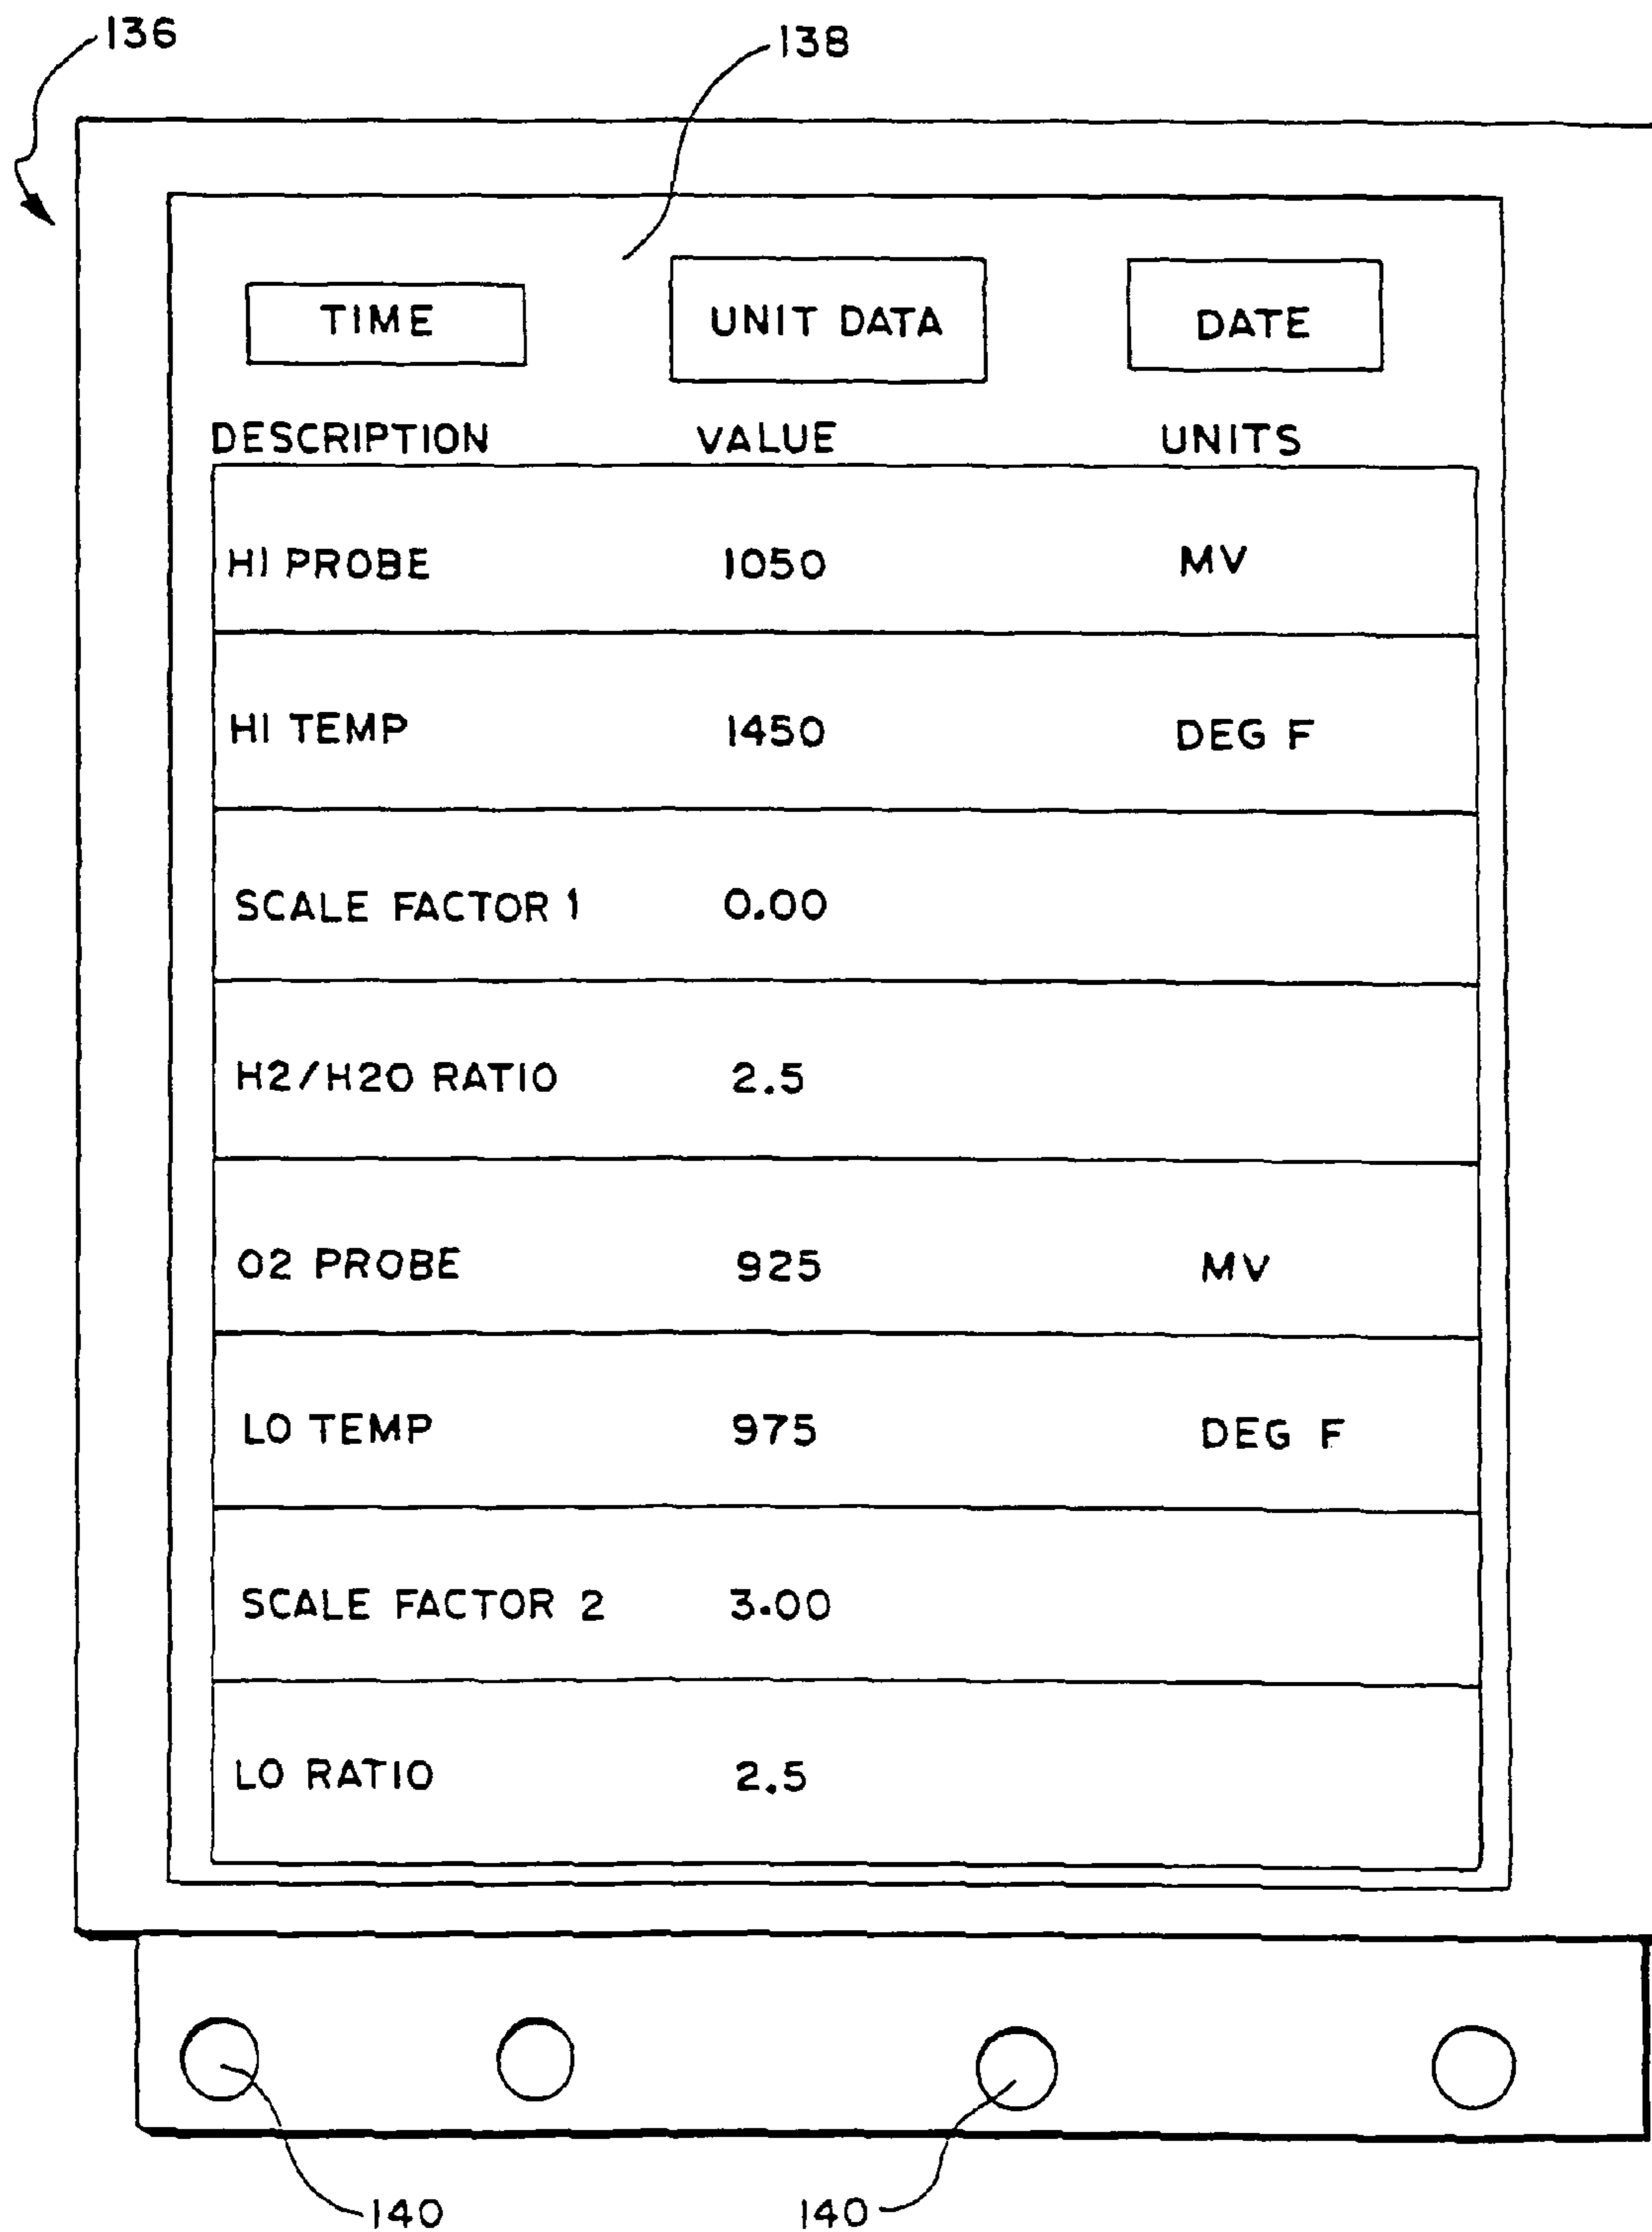 136
138
TIME UNIT DATA DATE
DESCRIPTION VALUE UNITS
HI PROBE 1050 MV
HI TEMP 1450 DEG F
SCALE FACTOR 1 0.00
H2/H2O RATIO 2.5
O2 PROBE 925 MV
LO TEMP 975 DEG F
SCALE FACTOR 2 3.00
LO RATIO 2.5
140 140